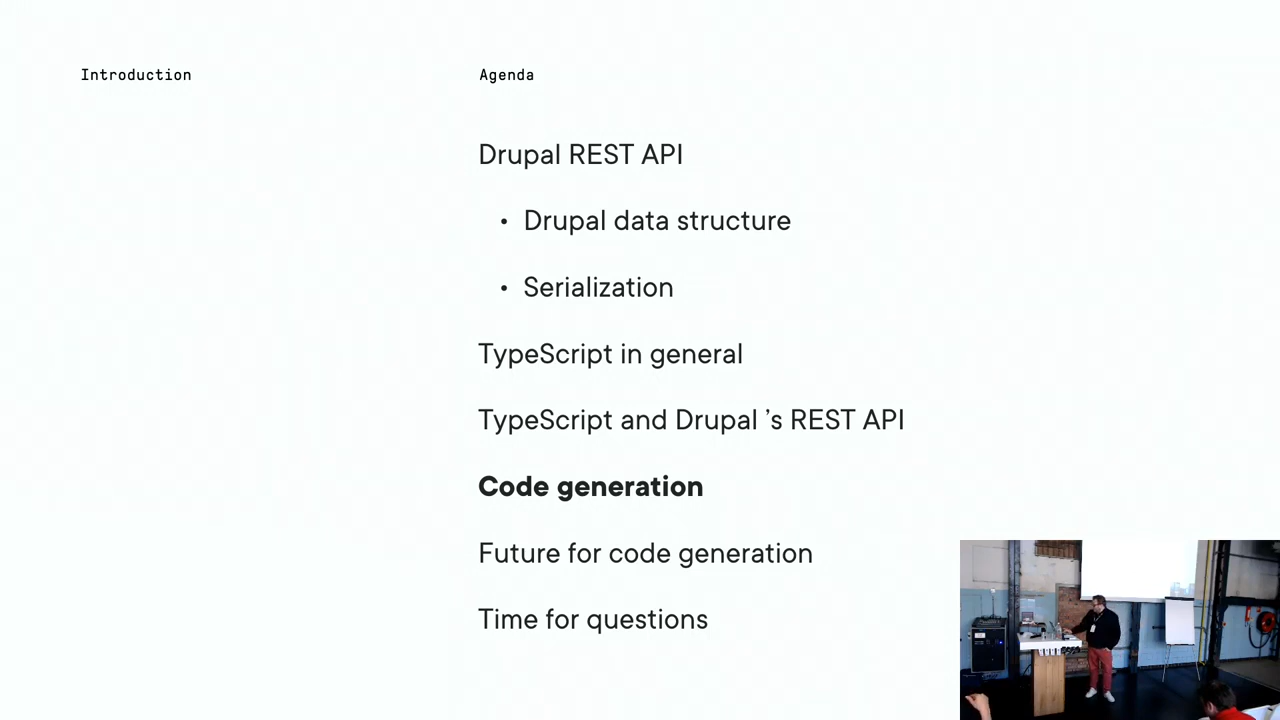 Introduction
Agenda
Drupal REST API
• Drupal data structure
• Serialization
TypeScript in general
TypeScript and Drupal ’s REST API
Code generation
Future for code generation
Time for questions